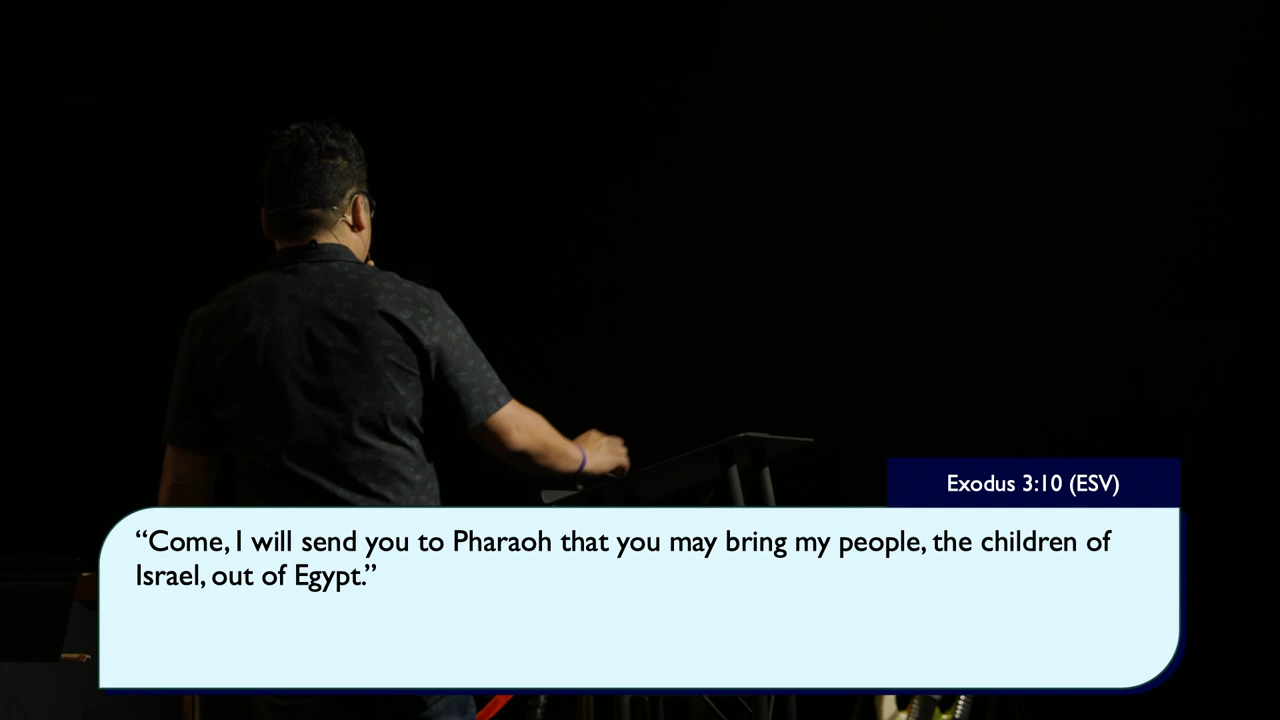 Exodus 3:10 (ESV)
“Come, I will send you to Pharaoh that you may bring my people, the children of
Israel, out of Egypt.”